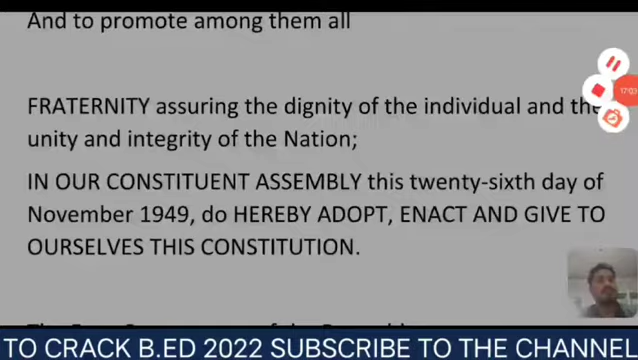 And to promote among them all
FRATERNITY assuring the dignity of the individual and the
unity and integrity of the Nation;
IN OUR CONSTITUENT ASSEMBLY this twenty-sixth day of
November 1949, do HEREBY ADOPT, ENACT AND GIVE TO
OURSELVES THIS CONSTITUTION.
TO CRACK B.ED 2022 SUBSCRIBE TO THE CHANNEL